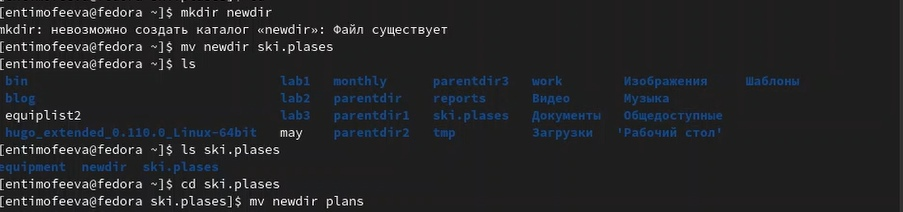 [entimofeeva@fedora ~]$ mkdir newdir
mkdir: невозможно создать каталог «newdir»: Файл существует
[entimofeeva@fedora ~]$ mv newdir ski.plases
[entimofeeva@fedora ~]$ ls
bin lab1 monthly parentdir3 work Изображения Шаблоны
blog lab2 parentdir reports Видео Музыка
equiplist2 lab3 parentdir1 ski.plases Документы Общедоступные
hugo_extended_0.110.0_Linux-64bit may parentdir2 tmp Загрузки 'Рабочий стол'
[entimofeeva@fedora ~]$ ls ski.plases
equipment newdir ski.plases
[entimofeeva@fedora ~]$ cd ski.plases
[entimofeeva@fedora ski.plases]$ mv newdir plans